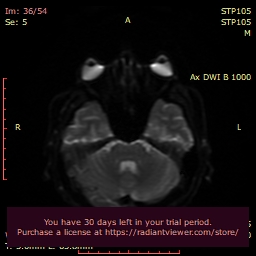 Im: 36/54
Se: 5
A
STP105
STP105
M
Ax DWI B 1000
R
L
You have 30 days left in your trial period.
Purchase a license at https://radiantviewer.com/store/